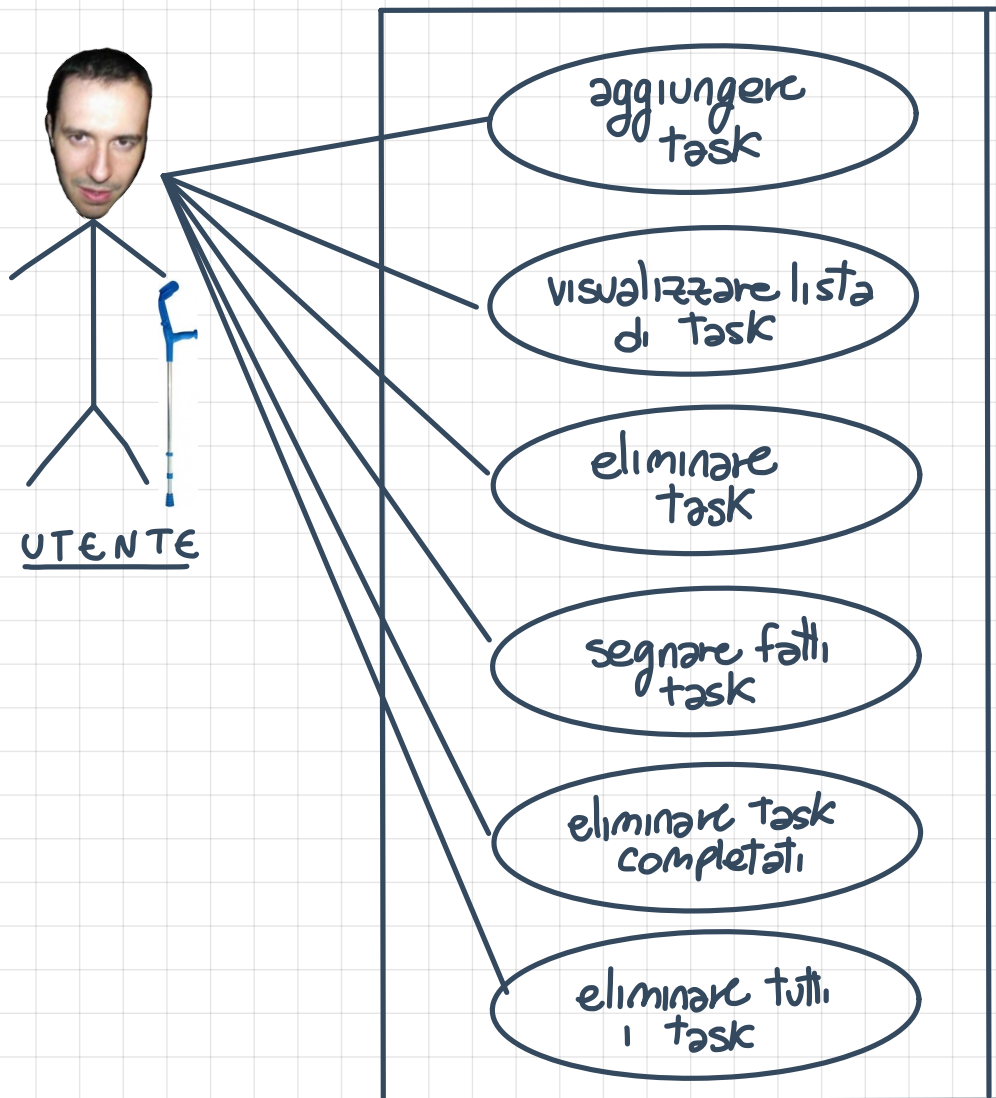 aggiungere
task
visualizzare lista
di task
eliminare
task
UTENTE
segnare fatti
task
eliminare task
completati
eliminare tutti
i task